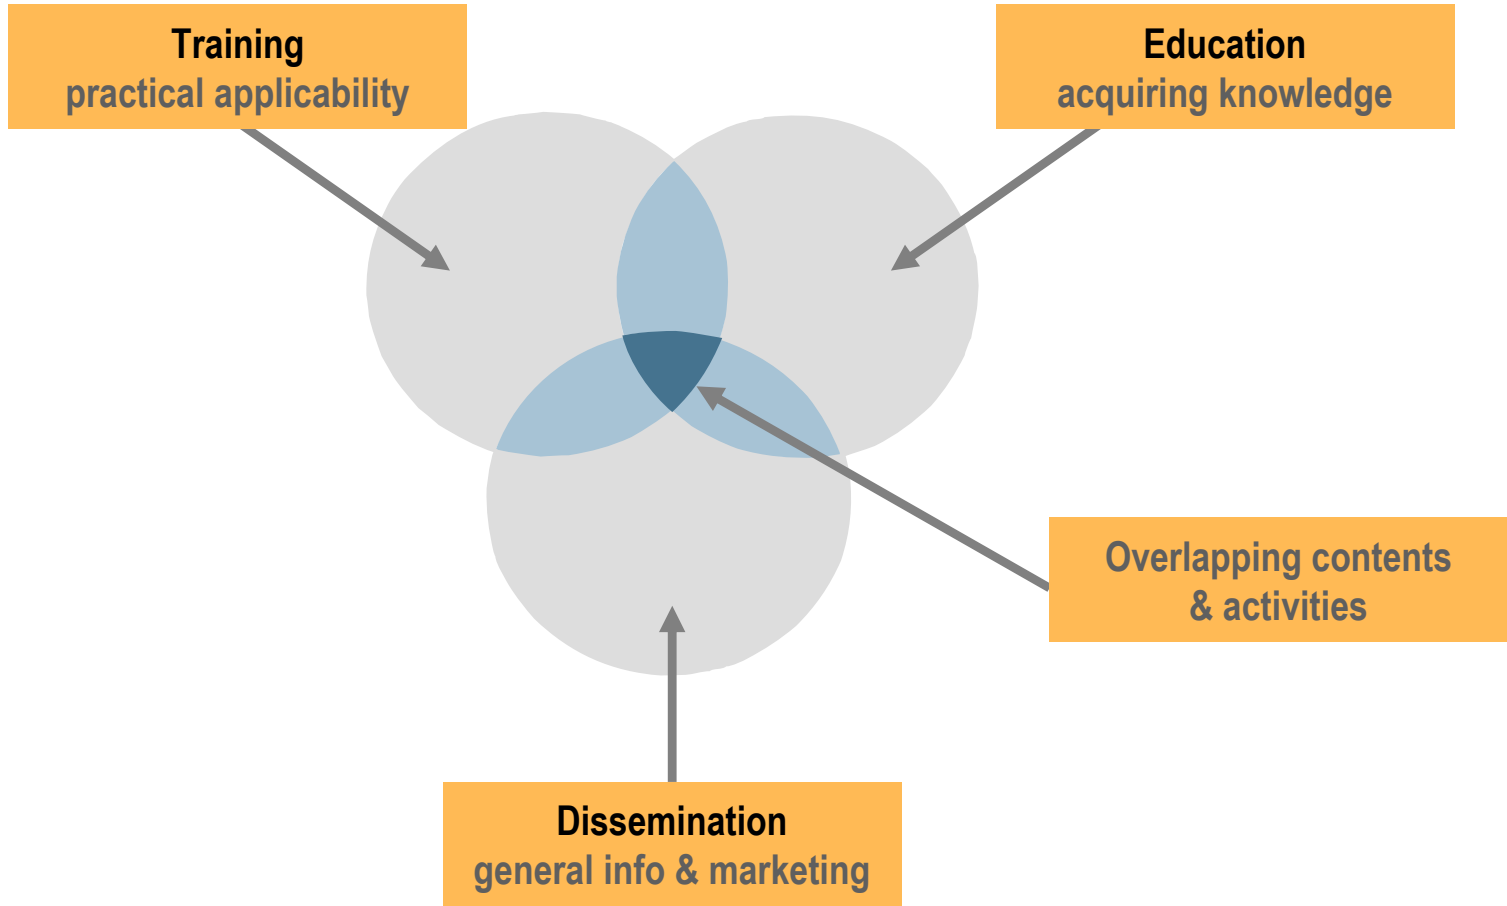 Training
practical applicability
Education
acquiring knowledge
Overlapping contents
& activities
Dissemination
general info & marketing